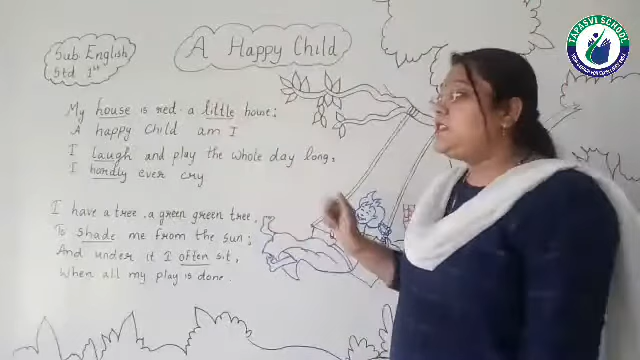 TAPASVI SCHOOL
Sub English
Std 1st
A Happy Child
My house is red - a little house;
A happy child am I
I laugh and play the whole day long,
I hardly ever cry
I have a tree, a green green tree,
To shade me from the sun;
And under it I often sit,
When all my play is done.